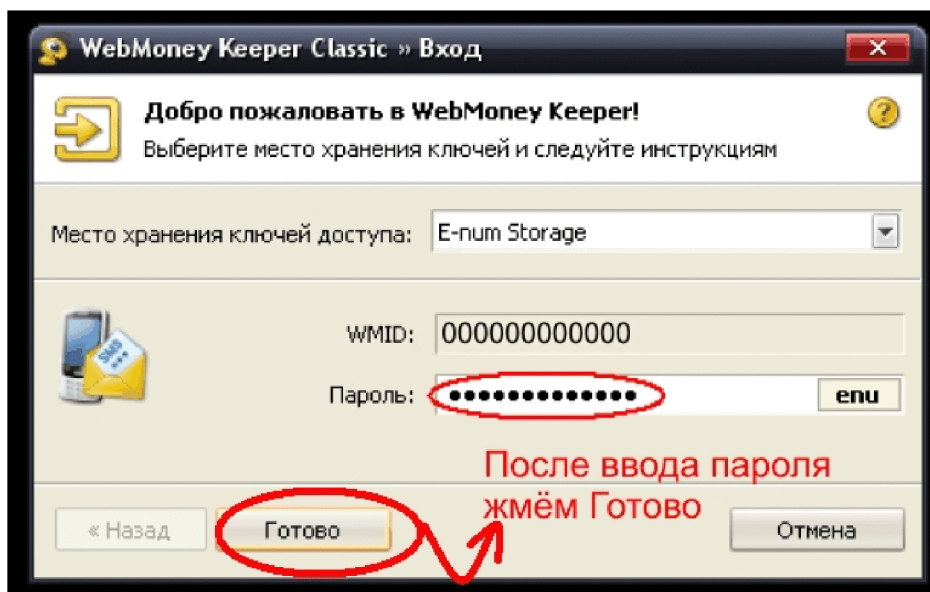 WebMoney Keeper Classic » Вход
Добро пожаловать в WebMoney Keeper!
Выберите место хранения ключей и следуйте инструкциям
Место хранения ключей доступа: E-num Storage
WMID: 000000000000
SMS
Пароль: ••••••••••••• enu
После ввода пароля
жмём Готово
« Назад Готово Отмена